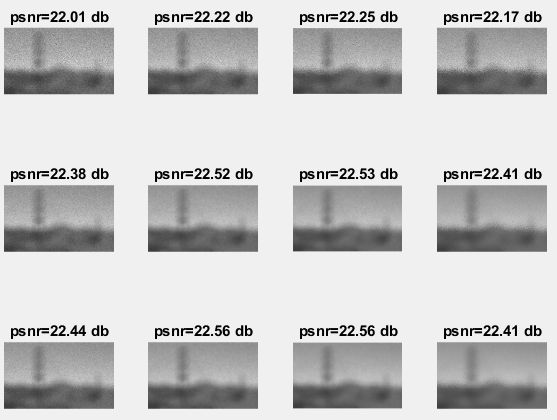 psnr=22.01 db psnr=22.22 db psnr=22.25 db psnr=22.17 db
psnr=22.38 db psnr=22.52 db psnr=22.53 db psnr=22.41 db
psnr=22.44 db psnr=22.56 db psnr=22.56 db psnr=22.41 db